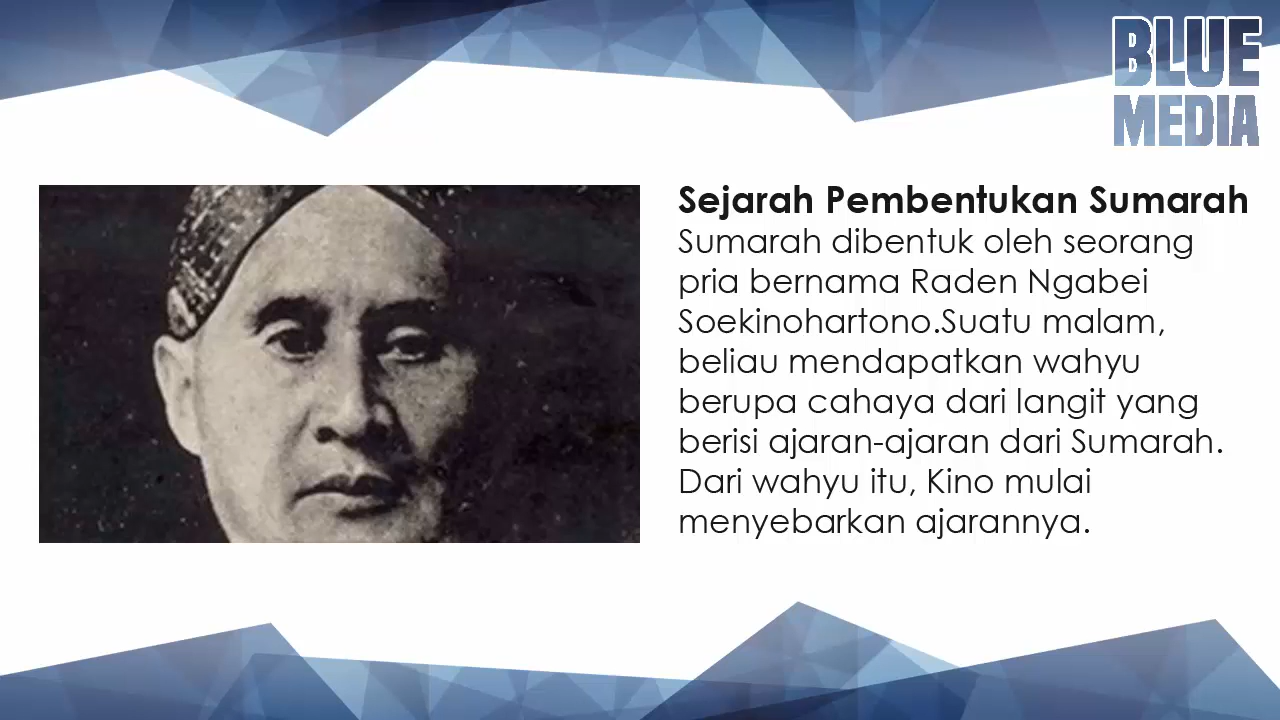 BLUE
MEDIA
Sejarah Pembentukan Sumarah
Sumarah dibentuk oleh seorang
pria bernama Raden Ngabei
Soekinohartono.Suatu malam,
beliau mendapatkan wahyu
berupa cahaya dari langit yang
berisi ajaran-ajaran dari Sumarah.
Dari wahyu itu, Kino mulai
menyebarkan ajarannya.